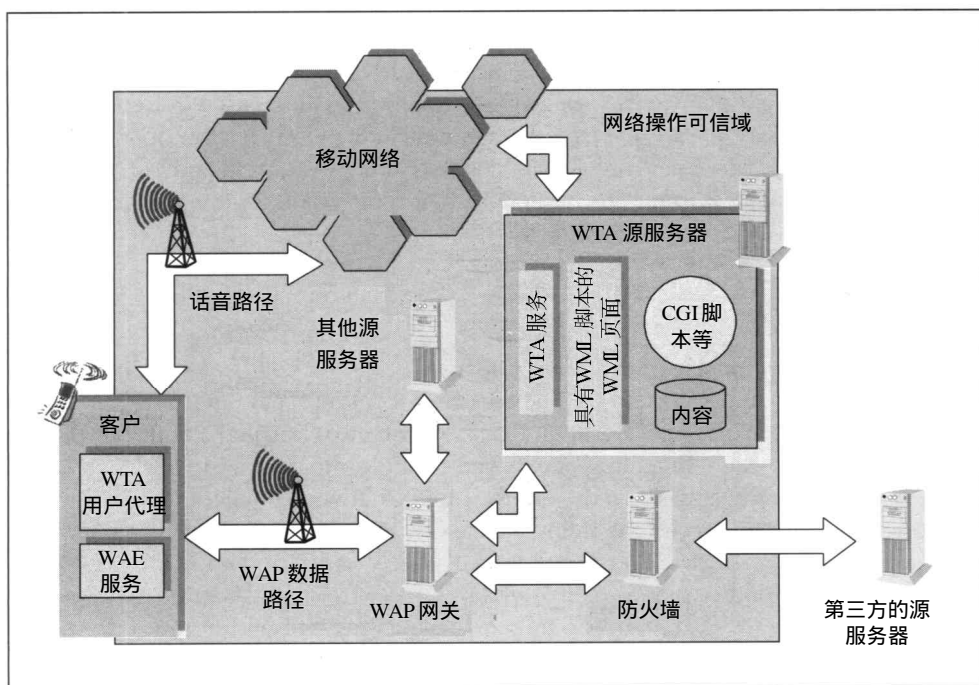 移动网络
网络操作可信域
话音路径
WTA 源服务器
WTA 服务
具有WML 脚本的
WML 页面
CGI 脚
本等
内容
其他源
服务器
客户
WTA
用户代理
WAE
服务
WAP 数据
路径
WAP 网关
防火墙
第三方的源
服务器